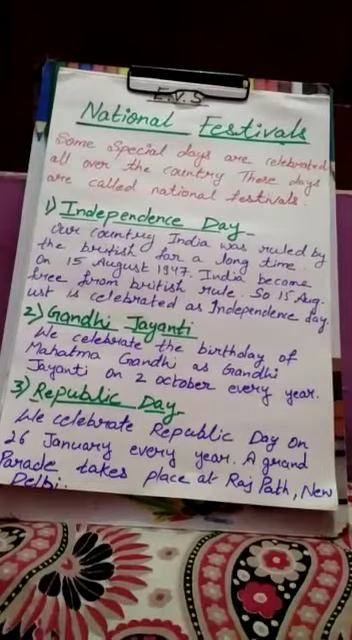 E.V.S
National Festivals
Some Special days are celebrated
all over the country These days
are called national festivals
1) Independence Day-
Our country India was ruled by
the british for a long time.
On 15 August 1947. India become
free from british rule. So 15 Aug-
ust is celebrated as Independence day.
2) Gandhi Jayanti
We celebrate the birthday of
Mahatma Gandhi as Gandhi
Jayanti on 2 october every year.
3) Republic Day-
We celebrate Republic Day on
26 January every year. A grand
Parade takes place at Raj Path, New
Delhi.